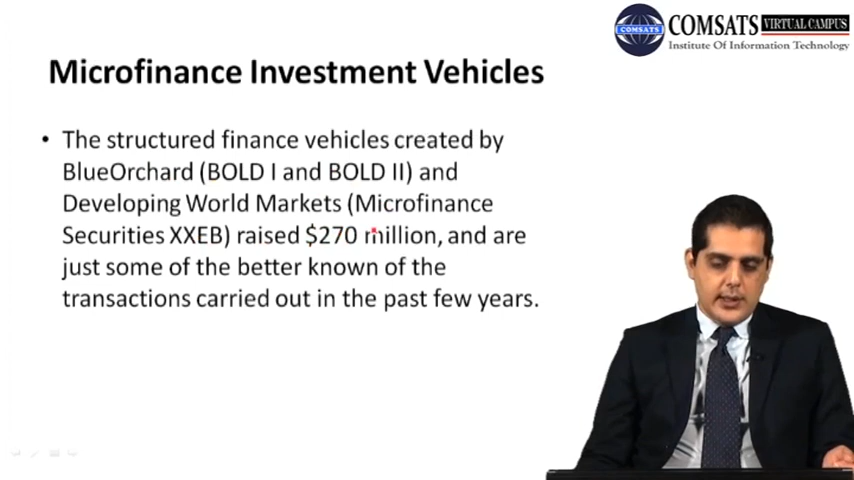 COMSATS VIRTUAL CAMPUS
COMSATS
Institute Of Information Technology
Microfinance Investment Vehicles
• The structured finance vehicles created by
BlueOrchard (BOLD I and BOLD II) and
Developing World Markets (Microfinance
Securities XXEB) raised $270 million, and are
just some of the better known of the
transactions carried out in the past few years.